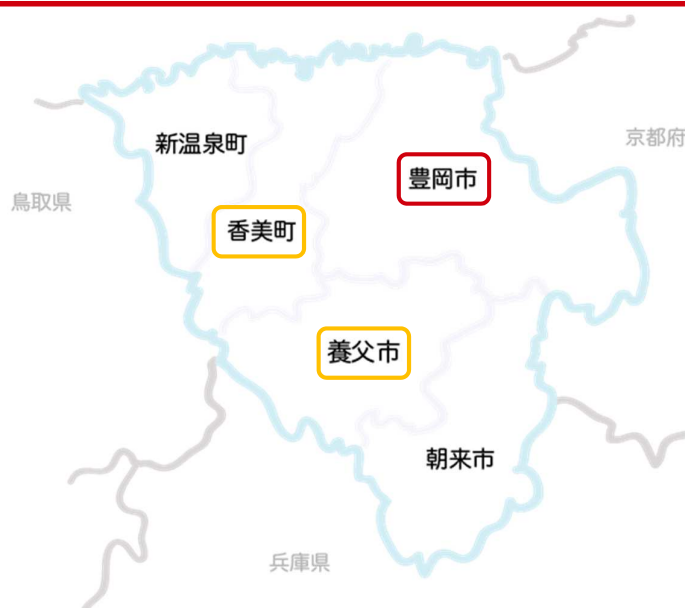 新温泉町
京都府
豊岡市
鳥取県
香美町
養父市
朝来市
兵庫県